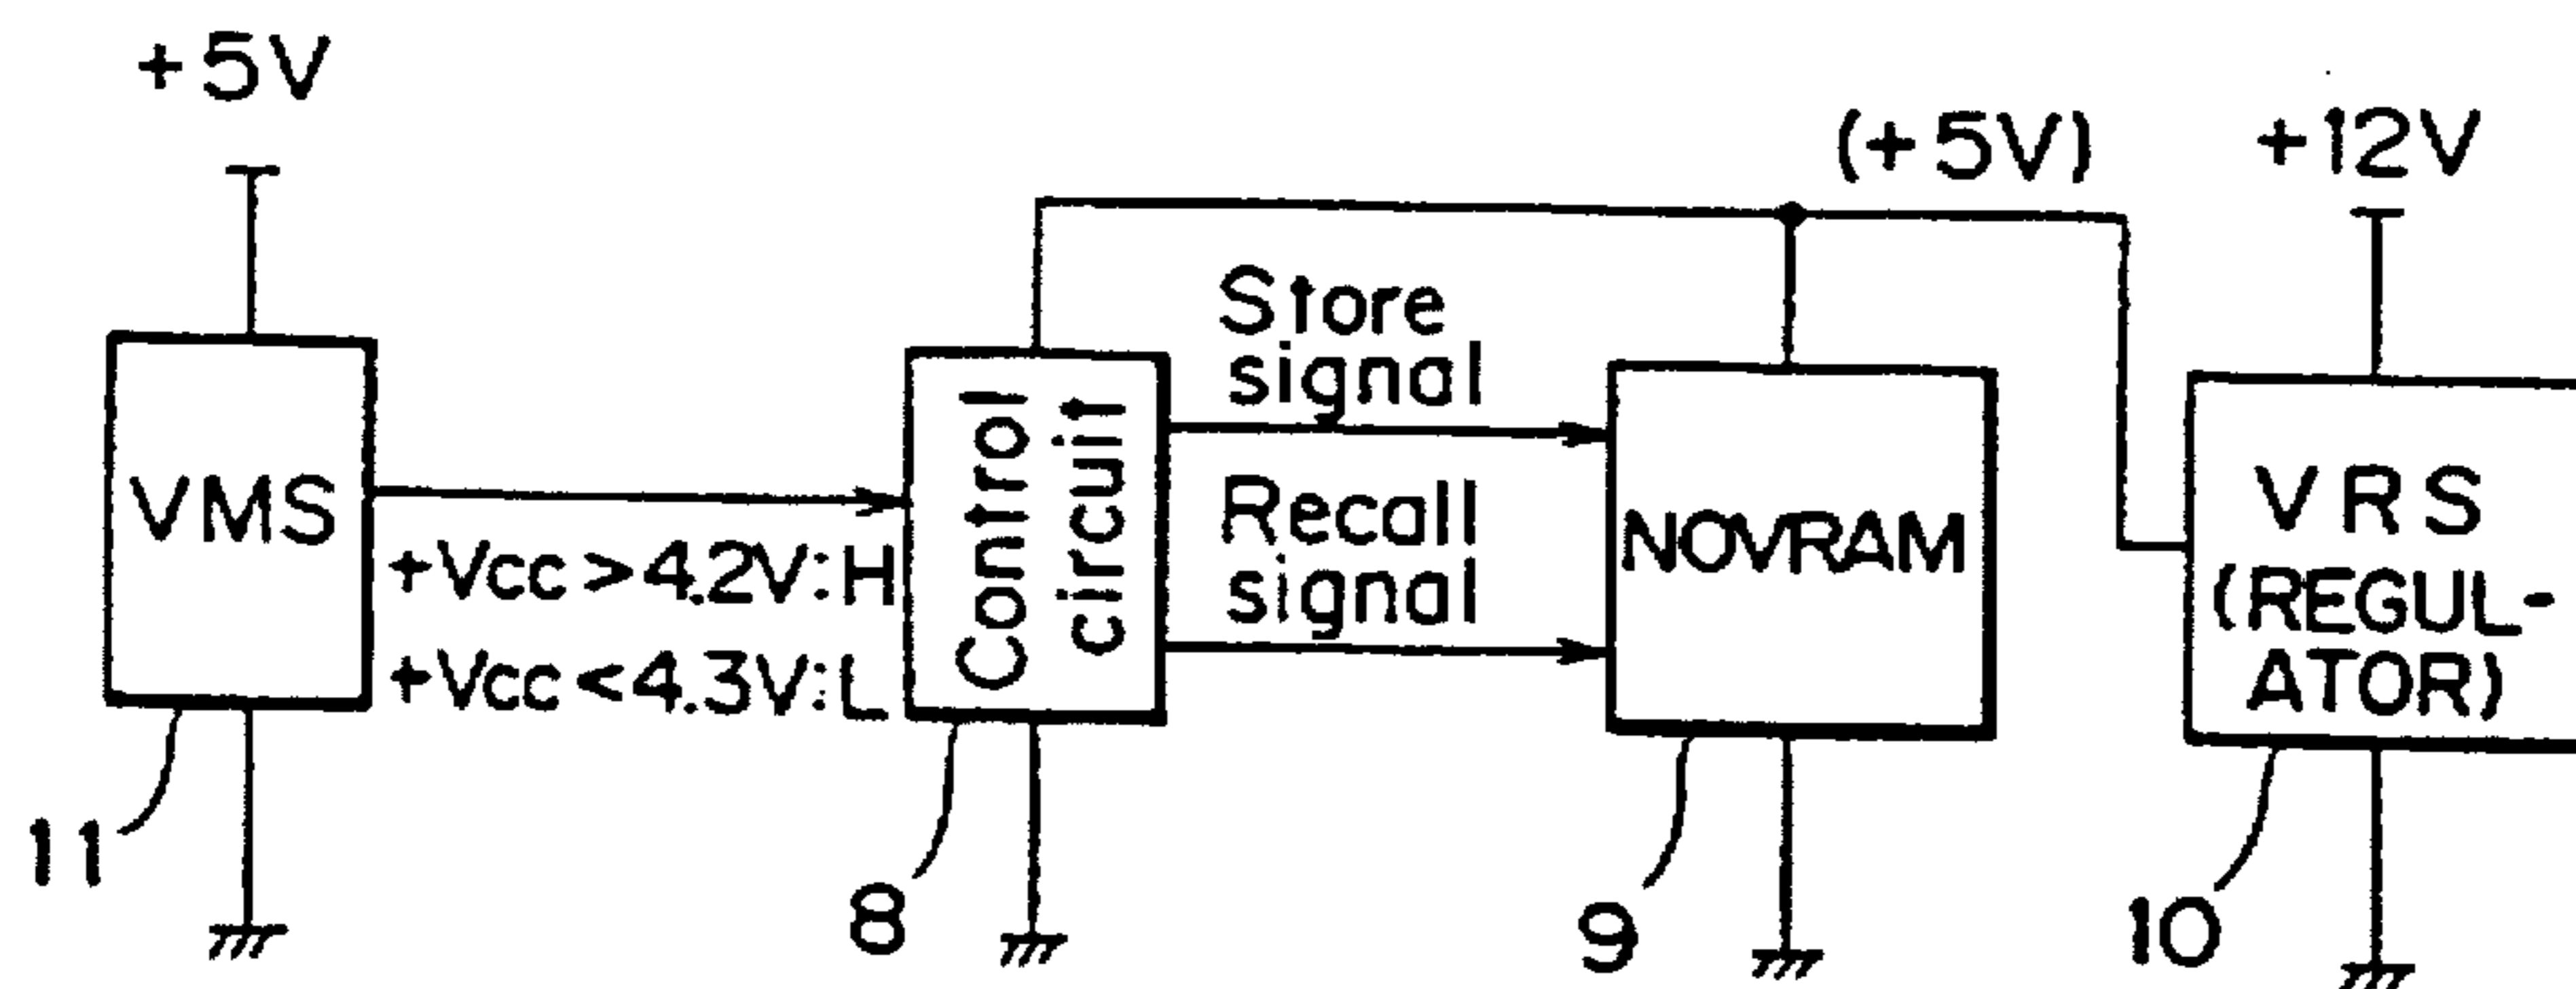 +5V
(+5V)
+12V
VMS
+Vcc>4.2V:H
+Vcc<4.3V:L
Control
circuit
Store
signal
Recall
signal
NOVRAM
VRS
(REGUL-
ATOR)
11
8
9
10